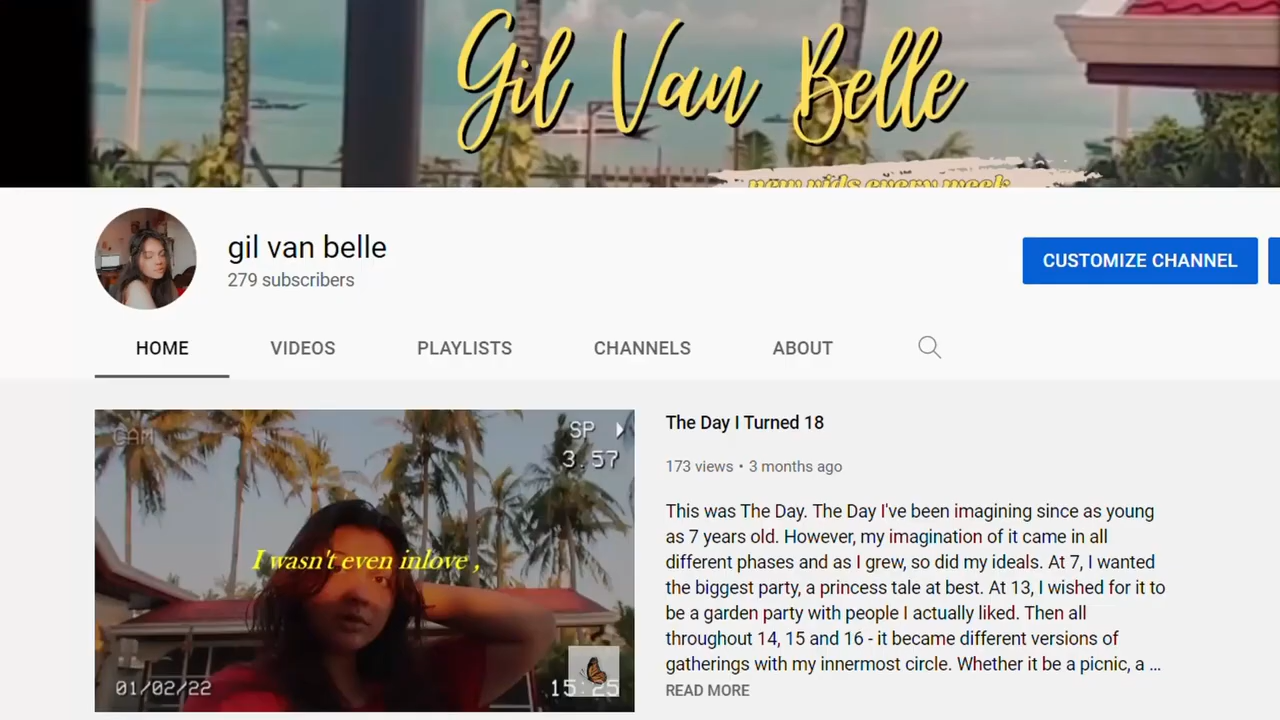 Gil Van Belle
new vids every week
gil van belle
279 subscribers
CUSTOMIZE CHANNEL
HOME VIDEOS PLAYLISTS CHANNELS ABOUT
CAM
SP
3.57
I wasn't even inlove ,
01/02/22
15:25
The Day I Turned 18
173 views • 3 months ago
This was The Day. The Day I've been imagining since as young
as 7 years old. However, my imagination of it came in all
different phases and as I grew, so did my ideals. At 7, I wanted
the biggest party, a princess tale at best. At 13, I wished for it to
be a garden party with people I actually liked. Then all
throughout 14, 15 and 16 - it became different versions of
gatherings with my innermost circle. Whether it be a picnic, a ...
READ MORE